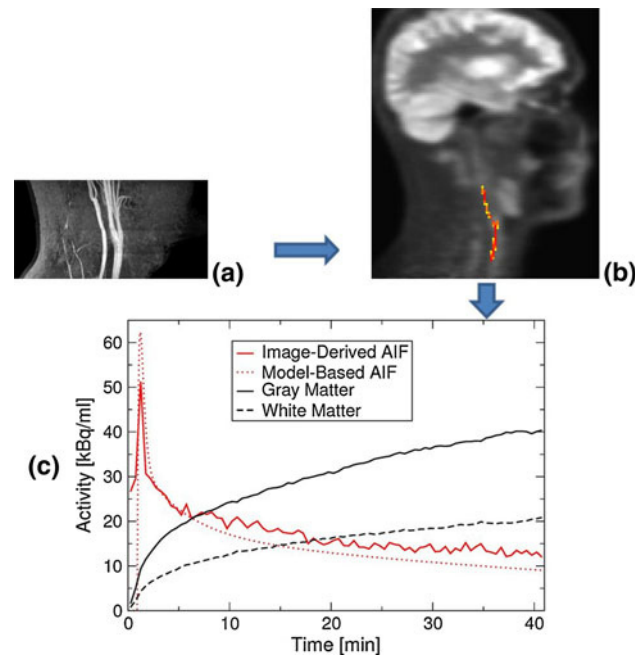 (a)
(b)
(c)
Activity [kBq/ml]
60
50
40
30
20
10
0
Image-Derived AIF
Model-Based AIF
Gray Matter
White Matter
0
10
20
30
40
Time [min]